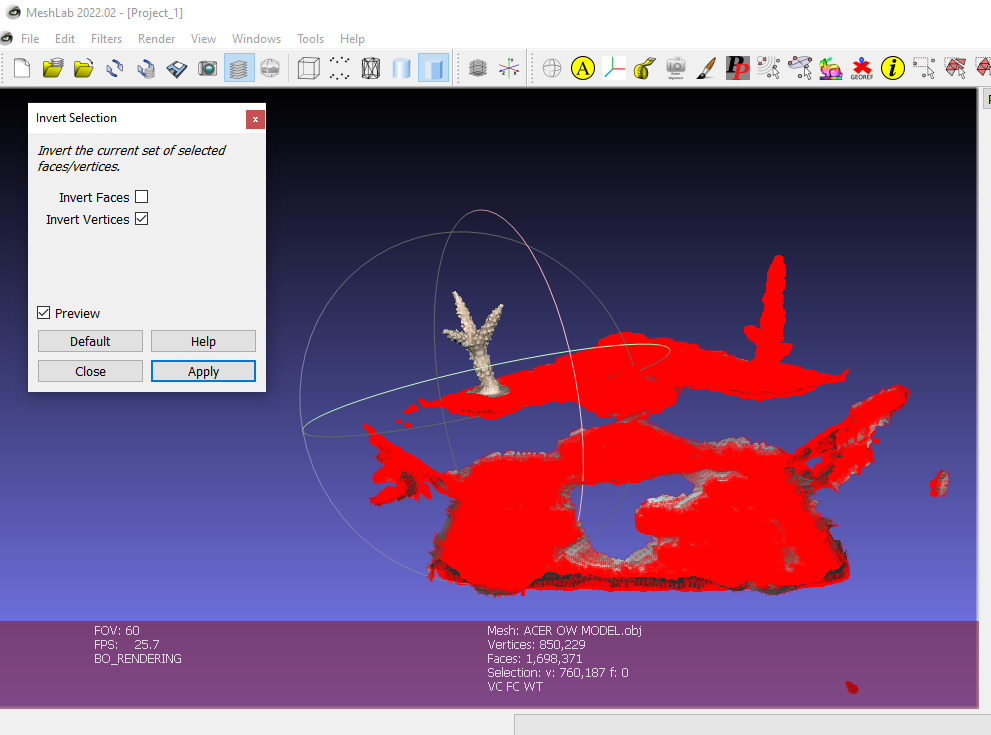 MeshLab 2022.02 - [Project_1]
File Edit Filters Render View Windows Tools Help
A PP GEOREF i
Invert Selection x
Invert the current set of selected
faces/vertices.
Invert Faces
Invert Vertices
Preview
Default Help
Close Apply
FOV: 60
FPS: 25.7
BO_RENDERING
Mesh: ACER OW MODEL.obj
Vertices: 850,229
Faces: 1,698,371
Selection: v: 760,187 f: 0
VC FC WT